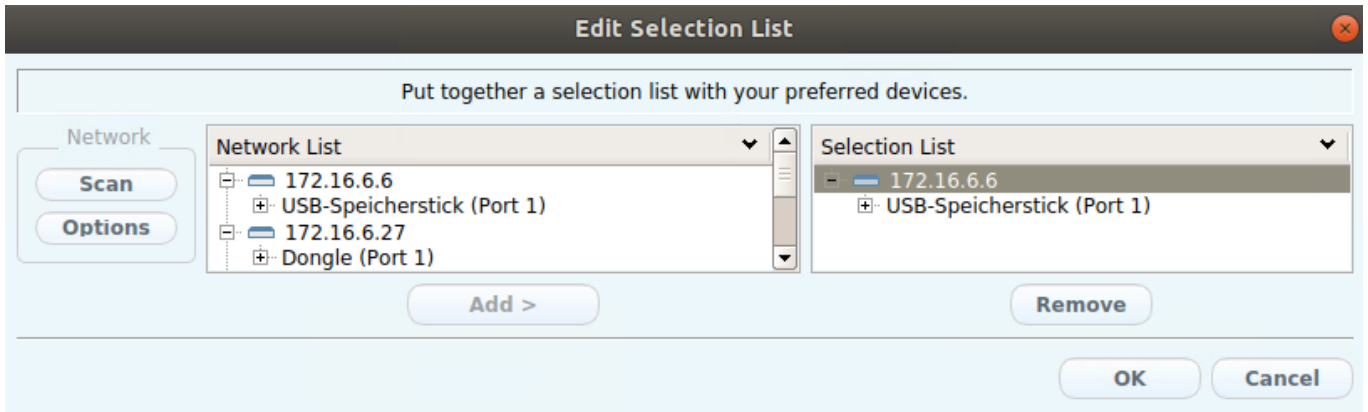 Edit Selection List
Put together a selection list with your preferred devices.
Network
Scan
Options
Network List
172.16.6.6
USB-Speicherstick (Port 1)
172.16.6.27
Dongle (Port 1)
Add >
Selection List
172.16.6.6
USB-Speicherstick (Port 1)
Remove
OK
Cancel